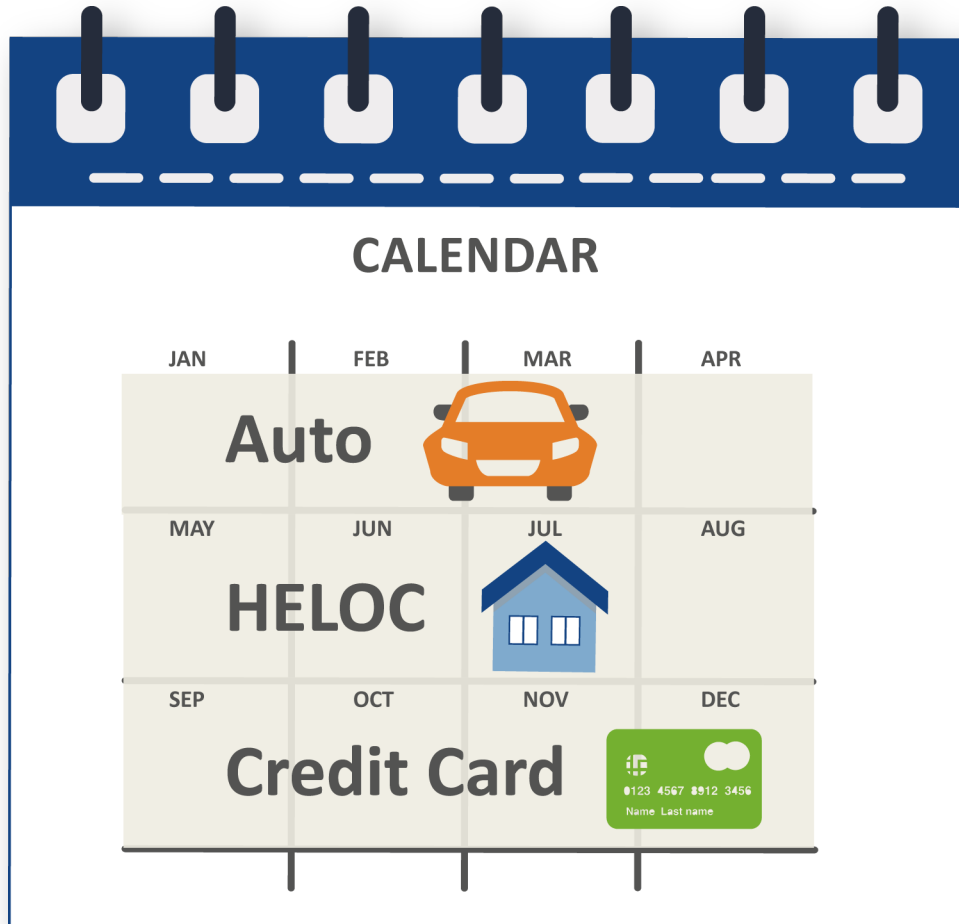 CALENDAR
JAN FEB MAR APR
Auto
MAY JUN JUL AUG
HELOC
SEP OCT NOV DEC
Credit Card
0123 4567 8912 3456
Name Last name